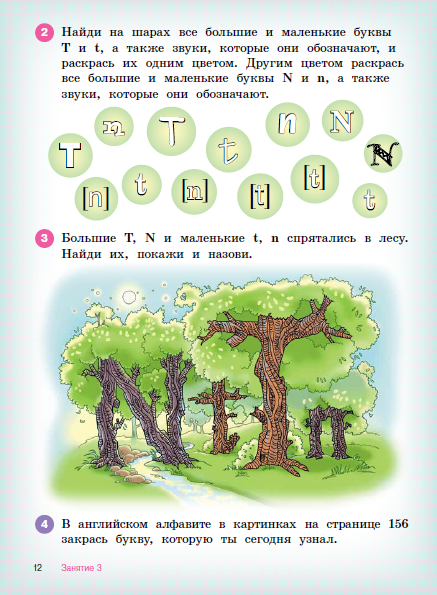 2 Найди на шарах все большие и маленькие буквы
T и t, а также звуки, которые они обозначают, и
раскрась их одним цветом. Другим цветом раскрась
все большие и маленькие буквы N и n, а также
звуки, которые они обозначают.
T n T t n N N
[n] t [n] [t] [t] t
3 Большие T, N и маленькие t, n спрятались в лесу.
Найди их, покажи и назови.
N t T n
4 В английском алфавите в картинках на странице 156
закрась букву, которую ты сегодня узнал.
12 Занятие 3